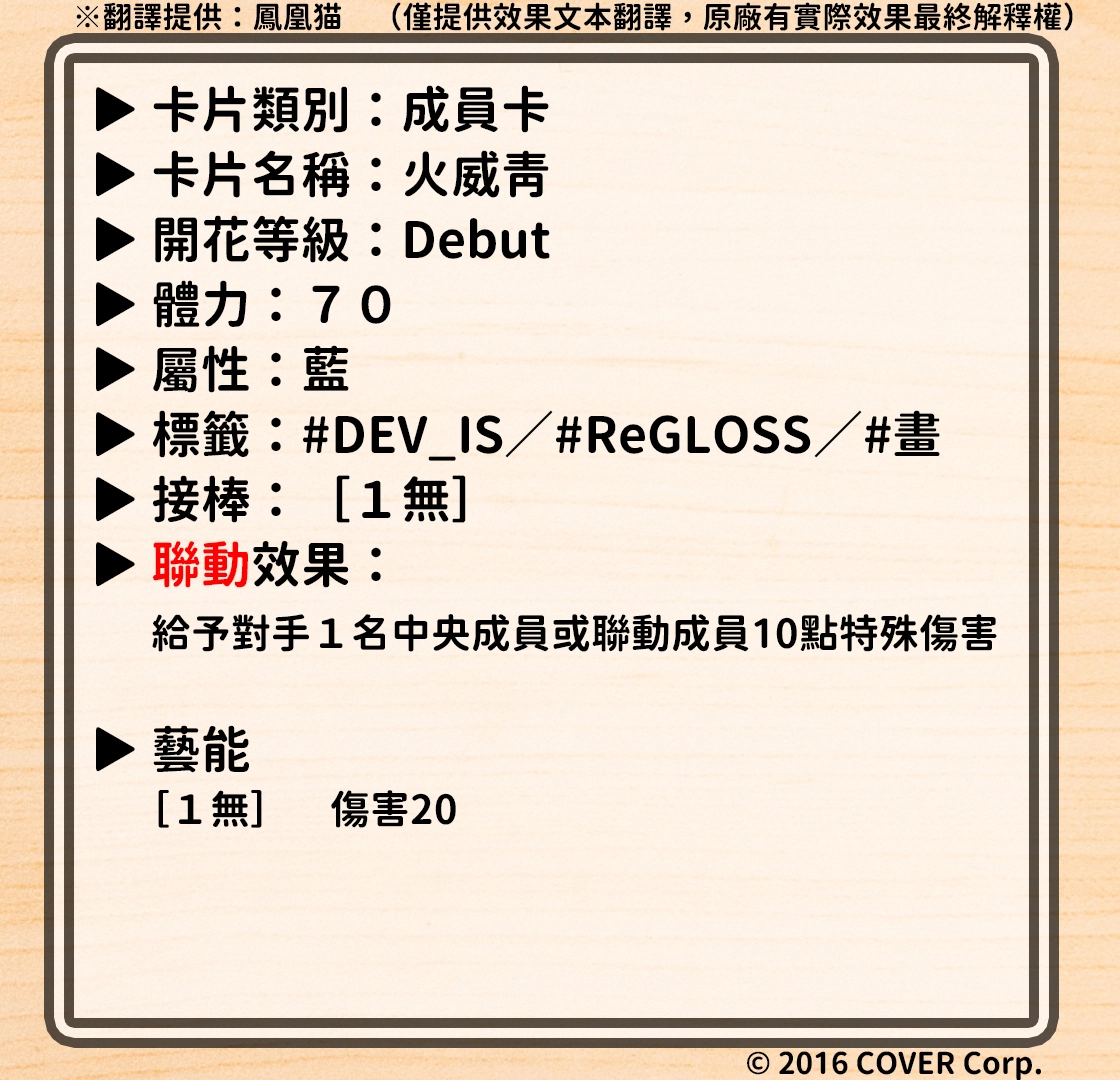 ※翻譯提供：鳳凰猫　（僅提供效果文本翻譯，原廠有實際效果最終解釋權）
▶ 卡片類別：成員卡
▶ 卡片名稱：火威靑
▶ 開花等級：Debut
▶ 體力：７０
▶ 屬性：藍
▶ 標籤：#DEV_IS／#ReGLOSS／#畫
▶ 接棒：［１無］
▶ 聯動效果：
給予對手１名中央成員或聯動成員10點特殊傷害
▶ 藝能
［１無］　傷害20
© 2016 COVER Corp.